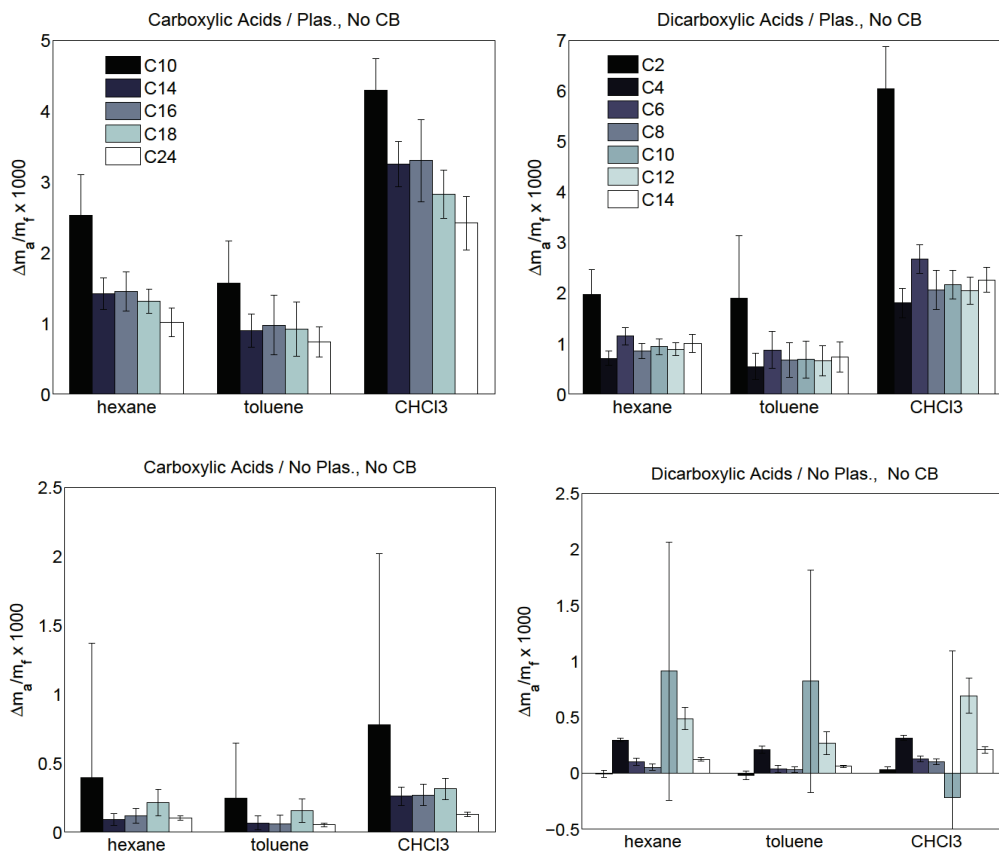 Carboxylic Acids / Plas., No CB
5
4
3
2
1
0
Δmₐ/m_f x 1000
C10
C14
C16
C18
C24
hexane toluene CHCl3
Dicarboxylic Acids / Plas., No CB
7
6
5
4
3
2
1
0
Δmₐ/m_f x 1000
C2
C4
C6
C8
C10
C12
C14
hexane toluene CHCl3
Carboxylic Acids / No Plas., No CB
2.5
2
1.5
1
0.5
0
Δmₐ/m_f x 1000
hexane toluene CHCl3
Dicarboxylic Acids / No Plas., No CB
2.5
2
1.5
1
0.5
0
−0.5
Δmₐ/m_f x 1000
hexane toluene CHCl3